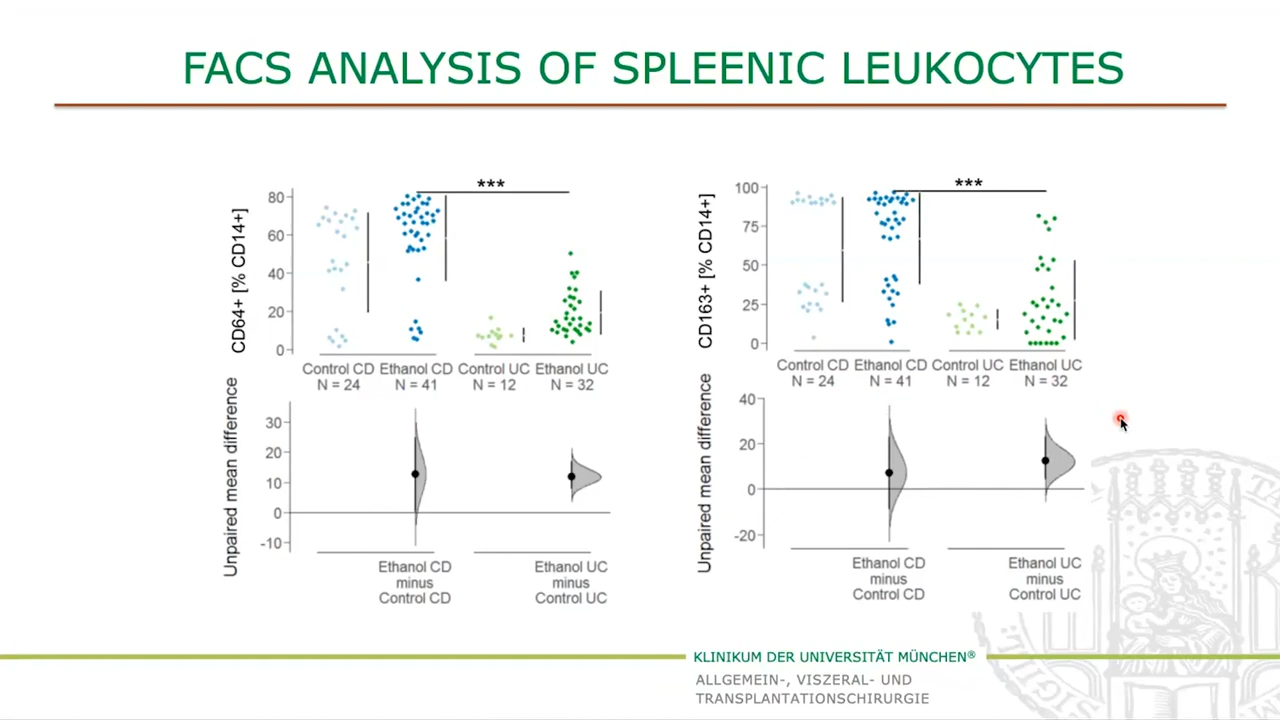 FACS ANALYSIS OF SPLEENIC LEUKOCYTES
***
80
60
40
20
0
CD64+ [% CD14+]
Control CD Ethanol CD Control UC Ethanol UC
N = 24 N = 41 N = 12 N = 32
30
20
10
0
-10
Unpaired mean difference
Ethanol CD
minus
Control CD
Ethanol UC
minus
Control UC
***
100
75
50
25
0
CD163+ [% CD14+]
Control CD Ethanol CD Control UC Ethanol UC
N = 24 N = 41 N = 12 N = 32
40
20
0
-20
Unpaired mean difference
Ethanol CD
minus
Control CD
Ethanol UC
minus
Control UC
KLINIKUM DER UNIVERSITÄT MÜNCHEN®
ALLGEMEIN-, VISZERAL- UND
TRANSPLANTATIONSCHIRURGIE